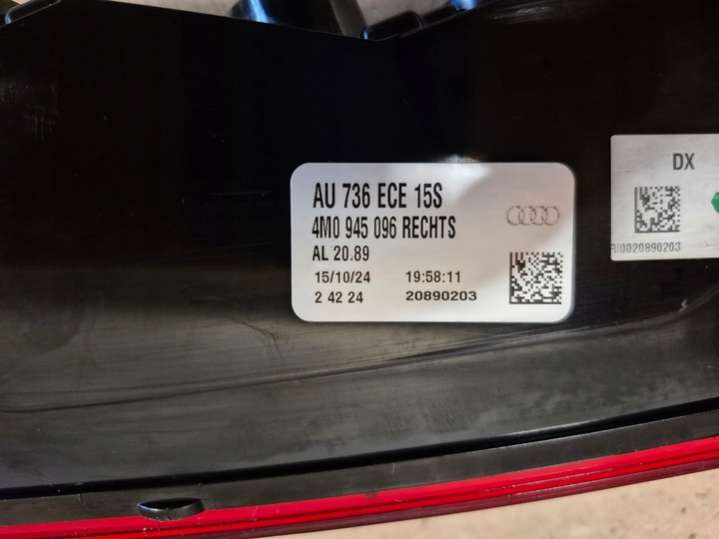 AU 736 ECE 15S
4M0 945 096 RECHTS
AL 20.89
15/10/24 19:58:11
2 42 24 20890203
DX